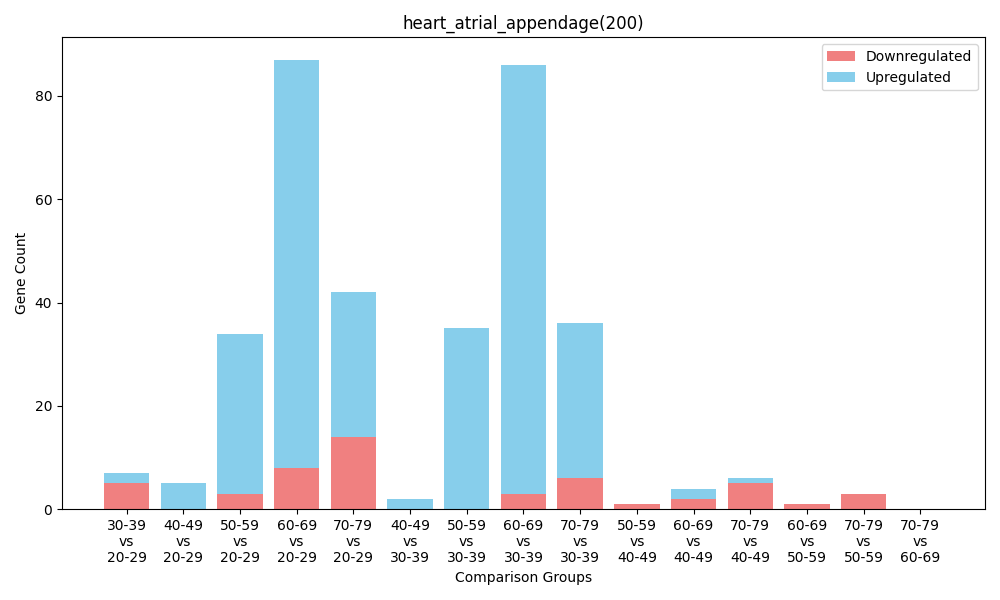 heart_atrial_appendage(200)
Downregulated
Upregulated
Gene Count
80
60
40
20
0
30-39
vs
20-29
40-49
vs
20-29
50-59
vs
20-29
60-69
vs
20-29
70-79
vs
20-29
40-49
vs
30-39
50-59
vs
30-39
60-69
vs
30-39
70-79
vs
30-39
50-59
vs
40-49
60-69
vs
40-49
70-79
vs
40-49
60-69
vs
50-59
70-79
vs
50-59
70-79
vs
60-69
Comparison Groups